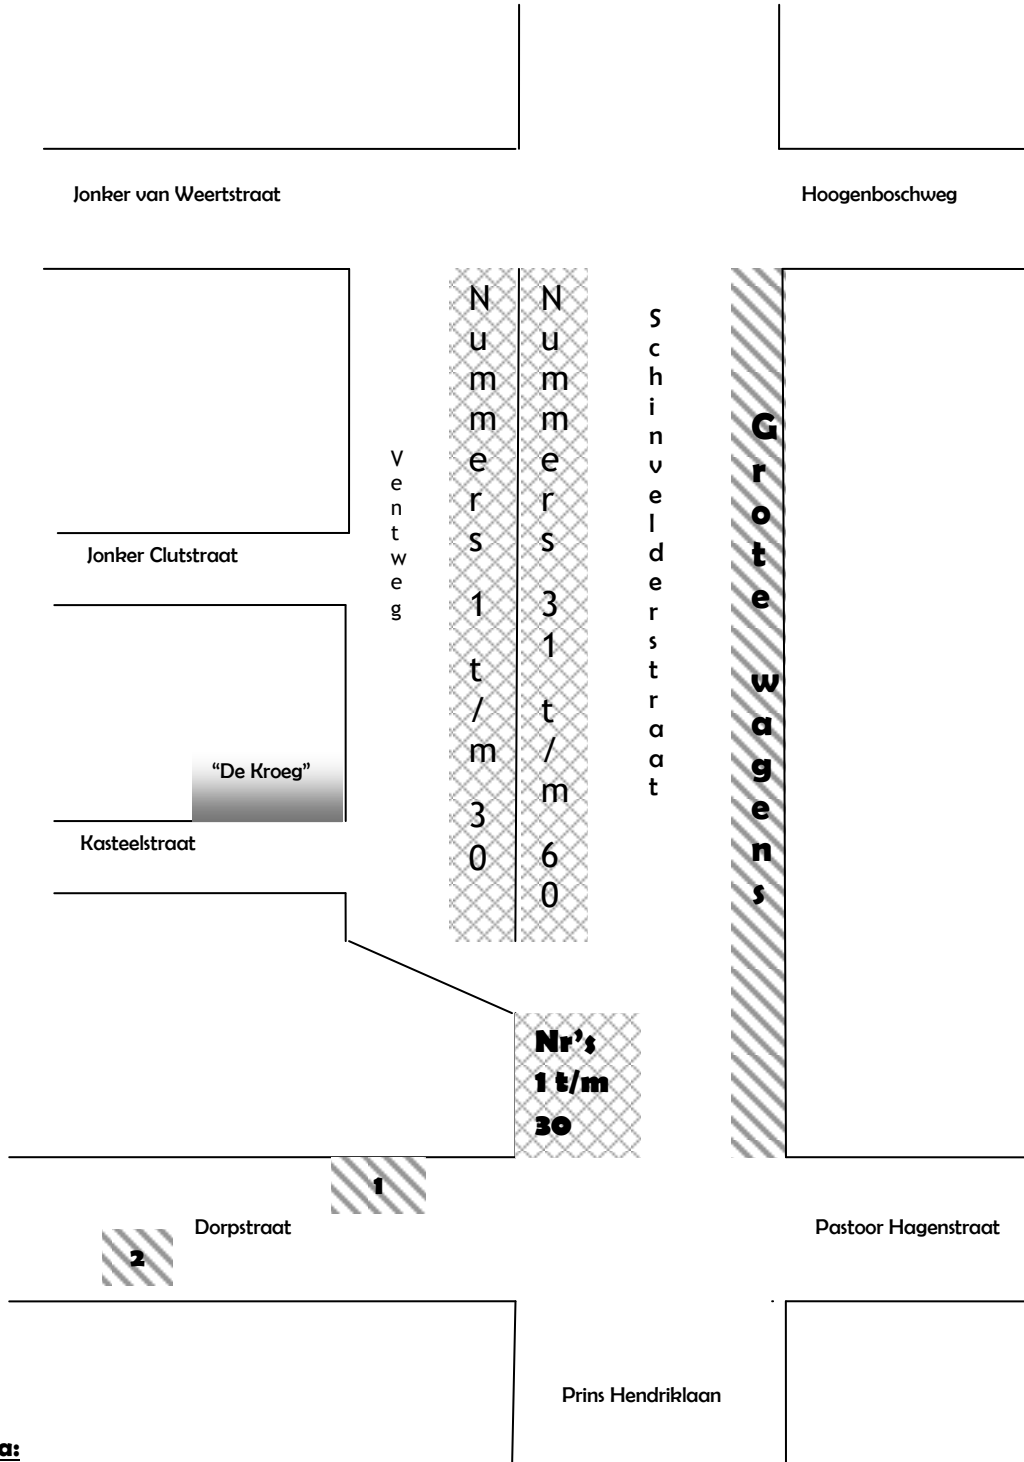 Jonker van Weertstraat
Hoogenboschweg
Nummers 1 t/m 30
Nummers 31 t/m 60
Schinvelderstraat
Grote wagens
Ventweg
Jonker Clutstraat
“De Kroeg”
Kasteelstraat
Nr’s
1 t/m
30
1
Dorpstraat
Pastoor Hagenstraat
2
Prins Hendriklaan
a: